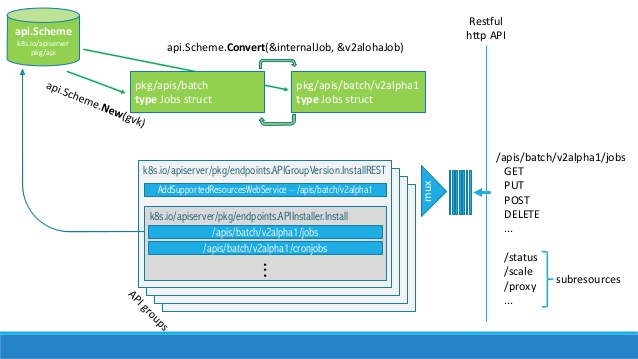 api.Scheme
k8s.io/apiserver
pkg/api
api.Scheme.Convert(&internalJob, &v2alohaJob)
Restful
http API
api.Scheme.New(gvk)
pkg/apis/batch
type Jobs struct
pkg/apis/batch/v2alpha1
type Jobs struct
k8s.io/apiserver/pkg/endpoints.APIGroupVersion.InstallREST
AddSupportedResourcesWebService -- /apis/batch/v2alpha1
k8s.io/apiserver/pkg/endpoints.APIInstaller.Install
/apis/batch/v2alpha1/jobs
/apis/batch/v2alpha1/cronjobs
⋮
API groups
mux
/apis/batch/v2alpha1/jobs
GET
PUT
POST
DELETE
...
/status
/scale
/proxy
...
subresources